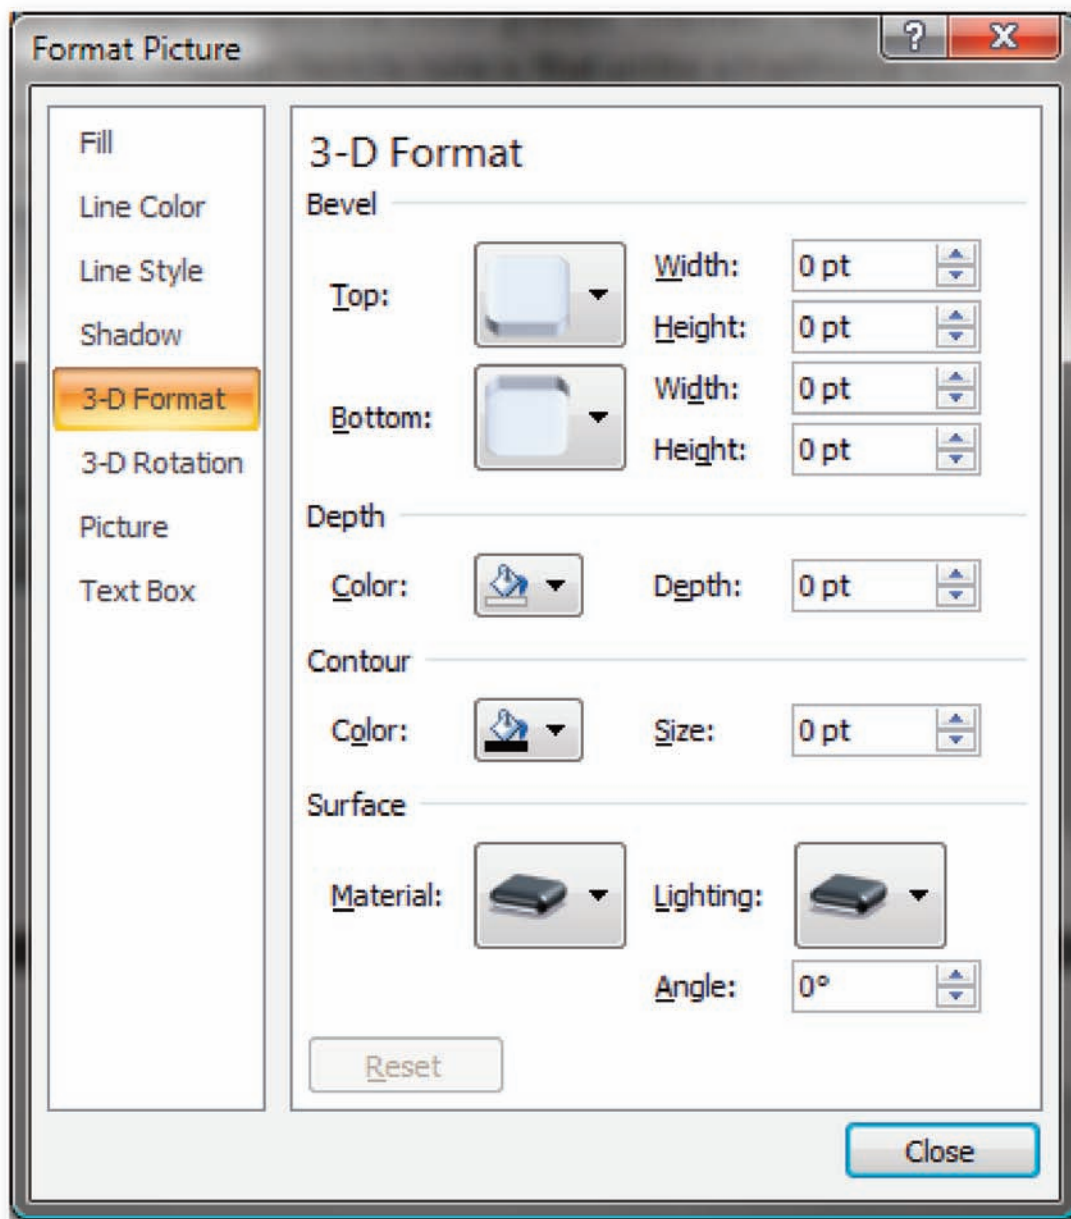 Format Picture
?
X
Fill
Line Color
Line Style
Shadow
3-D Format
3-D Rotation
Picture
Text Box
3-D Format
Bevel
Top:
Width: 0 pt
Height: 0 pt
Bottom:
Width: 0 pt
Height: 0 pt
Depth
Color:
Depth: 0 pt
Contour
Color:
Size: 0 pt
Surface
Material:
Lighting:
Angle: 0°
Reset
Close